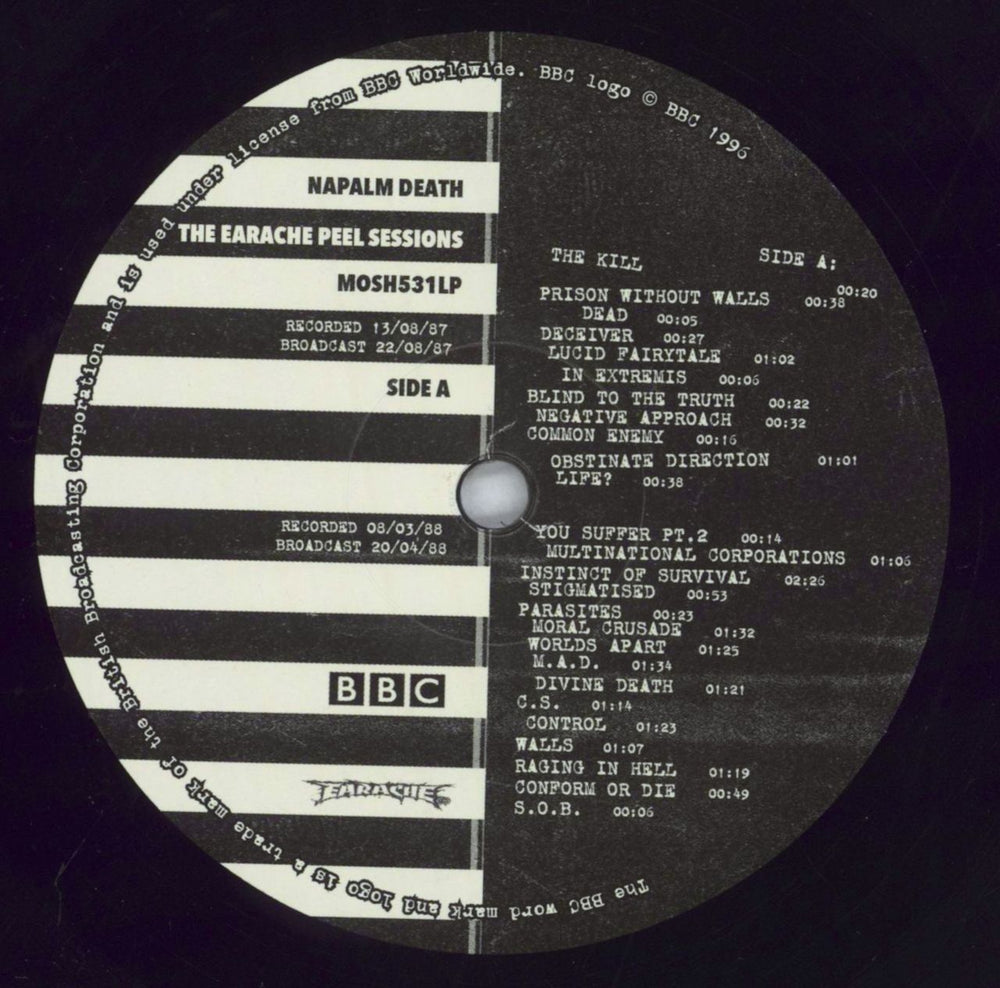 The BBC word mark and logo is a trade mark of the British Broadcasting Corporation and is used under license from BBC Worldwide. BBC logo © BBC 1996
NAPALM DEATH
THE EARACHE PEEL SESSIONS
MOSH531LP
RECORDED 13/08/87
BROADCAST 22/08/87
SIDE A
RECORDED 08/03/88
BROADCAST 20/04/88
BBC
EARACHE
SIDE A:
THE KILL 00:20
PRISON WITHOUT WALLS 00:38
DEAD 00:05
DECEIVER 00:27
LUCID FAIRYTALE 01:02
IN EXTREMIS 00:06
BLIND TO THE TRUTH 00:22
NEGATIVE APPROACH 00:32
COMMON ENEMY 00:16
OBSTINATE DIRECTION 01:01
LIFE? 00:38
YOU SUFFER PT.2 00:14
MULTINATIONAL CORPORATIONS 01:06
INSTINCT OF SURVIVAL 02:26
STIGMATISED 00:53
PARASITES 00:23
MORAL CRUSADE 01:32
WORLDS APART 01:25
M.A.D. 01:34
DIVINE DEATH 01:21
C.S. 01:14
CONTROL 01:23
WALLS 01:07
RAGING IN HELL 01:19
CONFORM OR DIE 00:49
S.O.B. 00:06